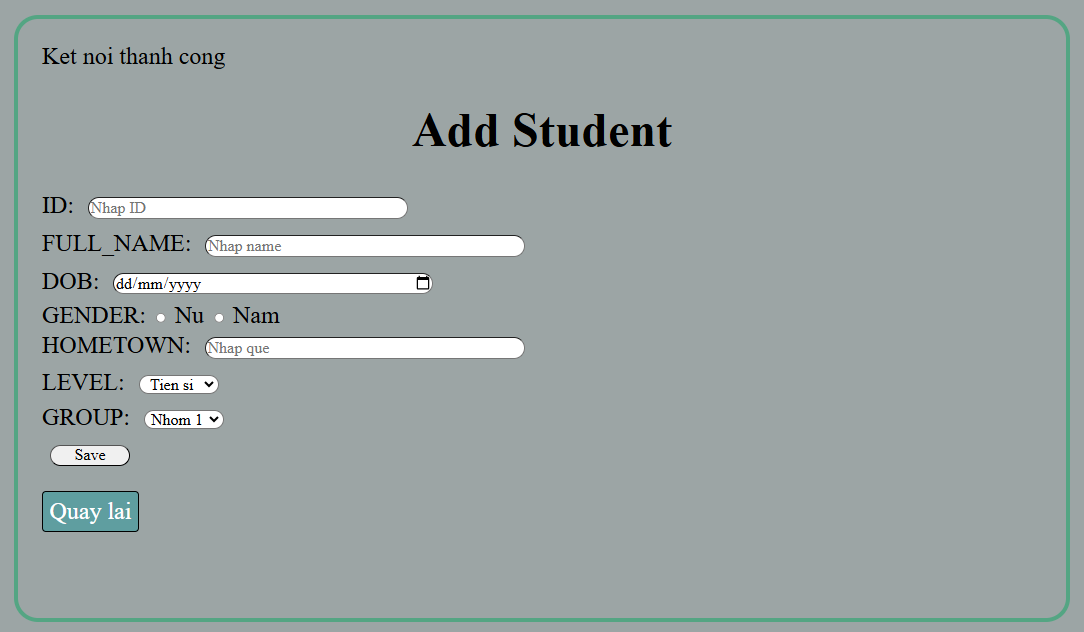 Ket noi thanh cong
Add Student
ID: Nhap ID
FULL_NAME: Nhap name
DOB: dd/mm/yyyy
GENDER: Nu Nam
HOMETOWN: Nhap que
LEVEL: Tien si
GROUP: Nhom 1
Save
Quay lai